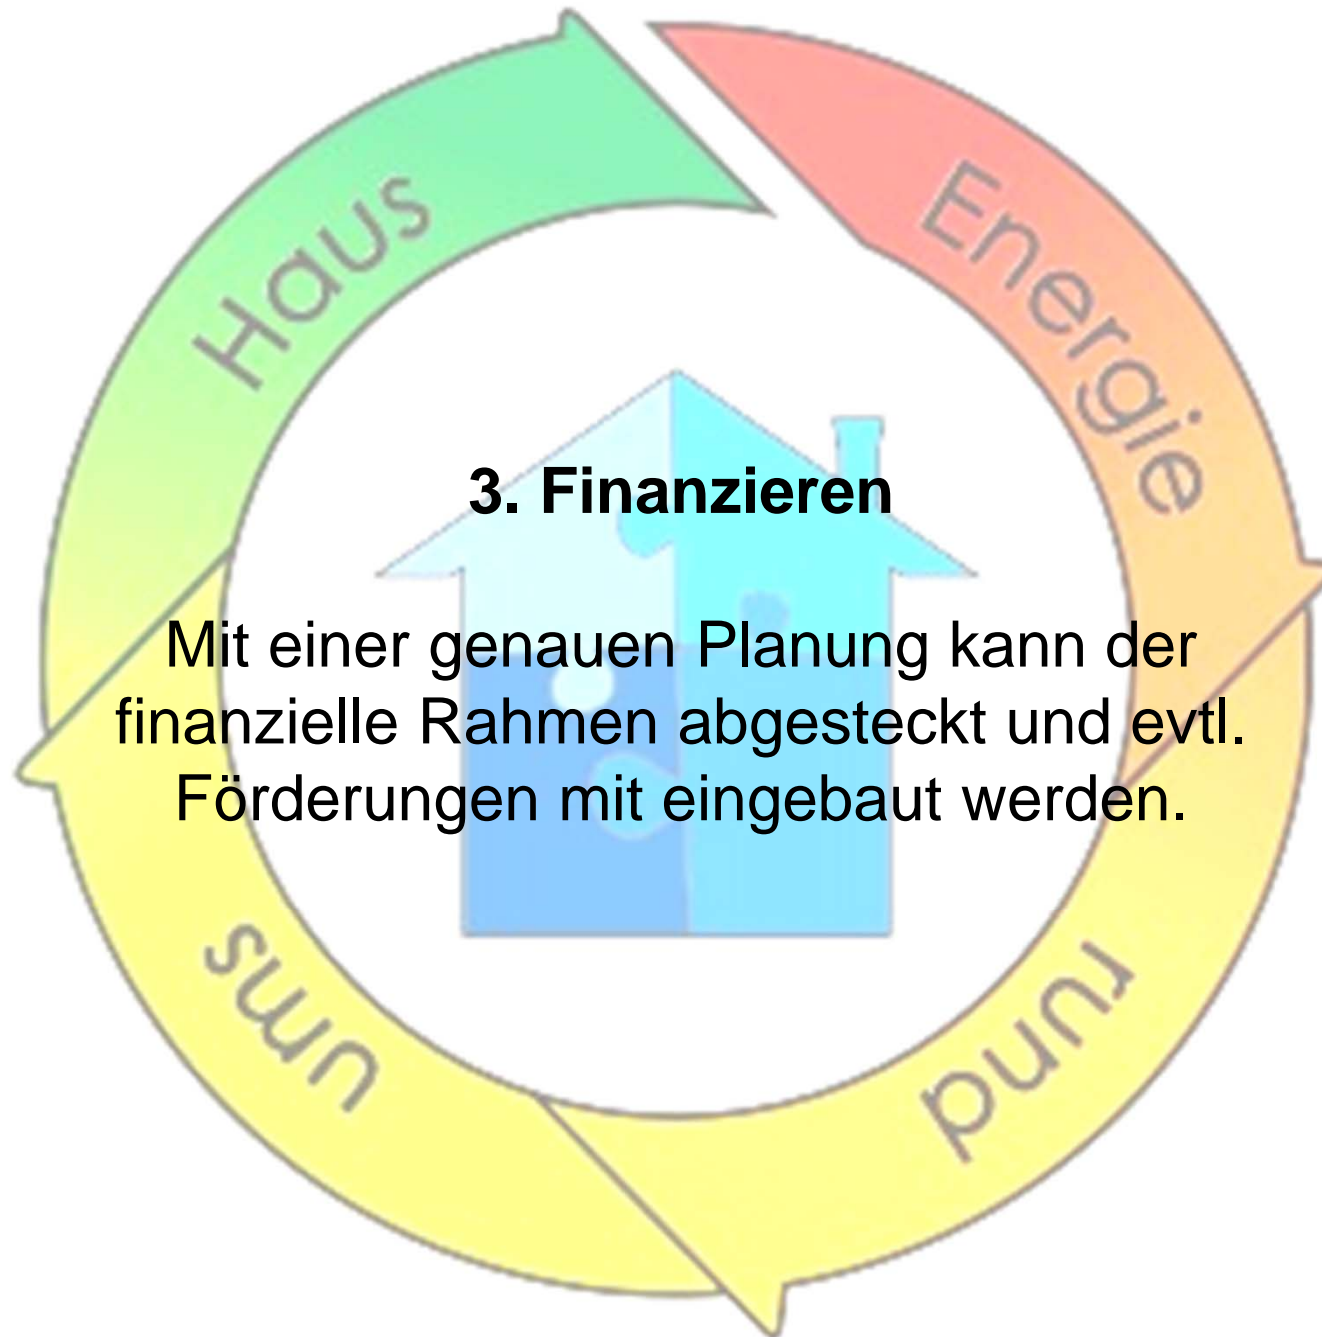 Haus
Energie
3. Finanzieren
Mit einer genauen Planung kann der
finanzielle Rahmen abgesteckt und evtl.
Förderungen mit eingebaut werden.
ums
rund